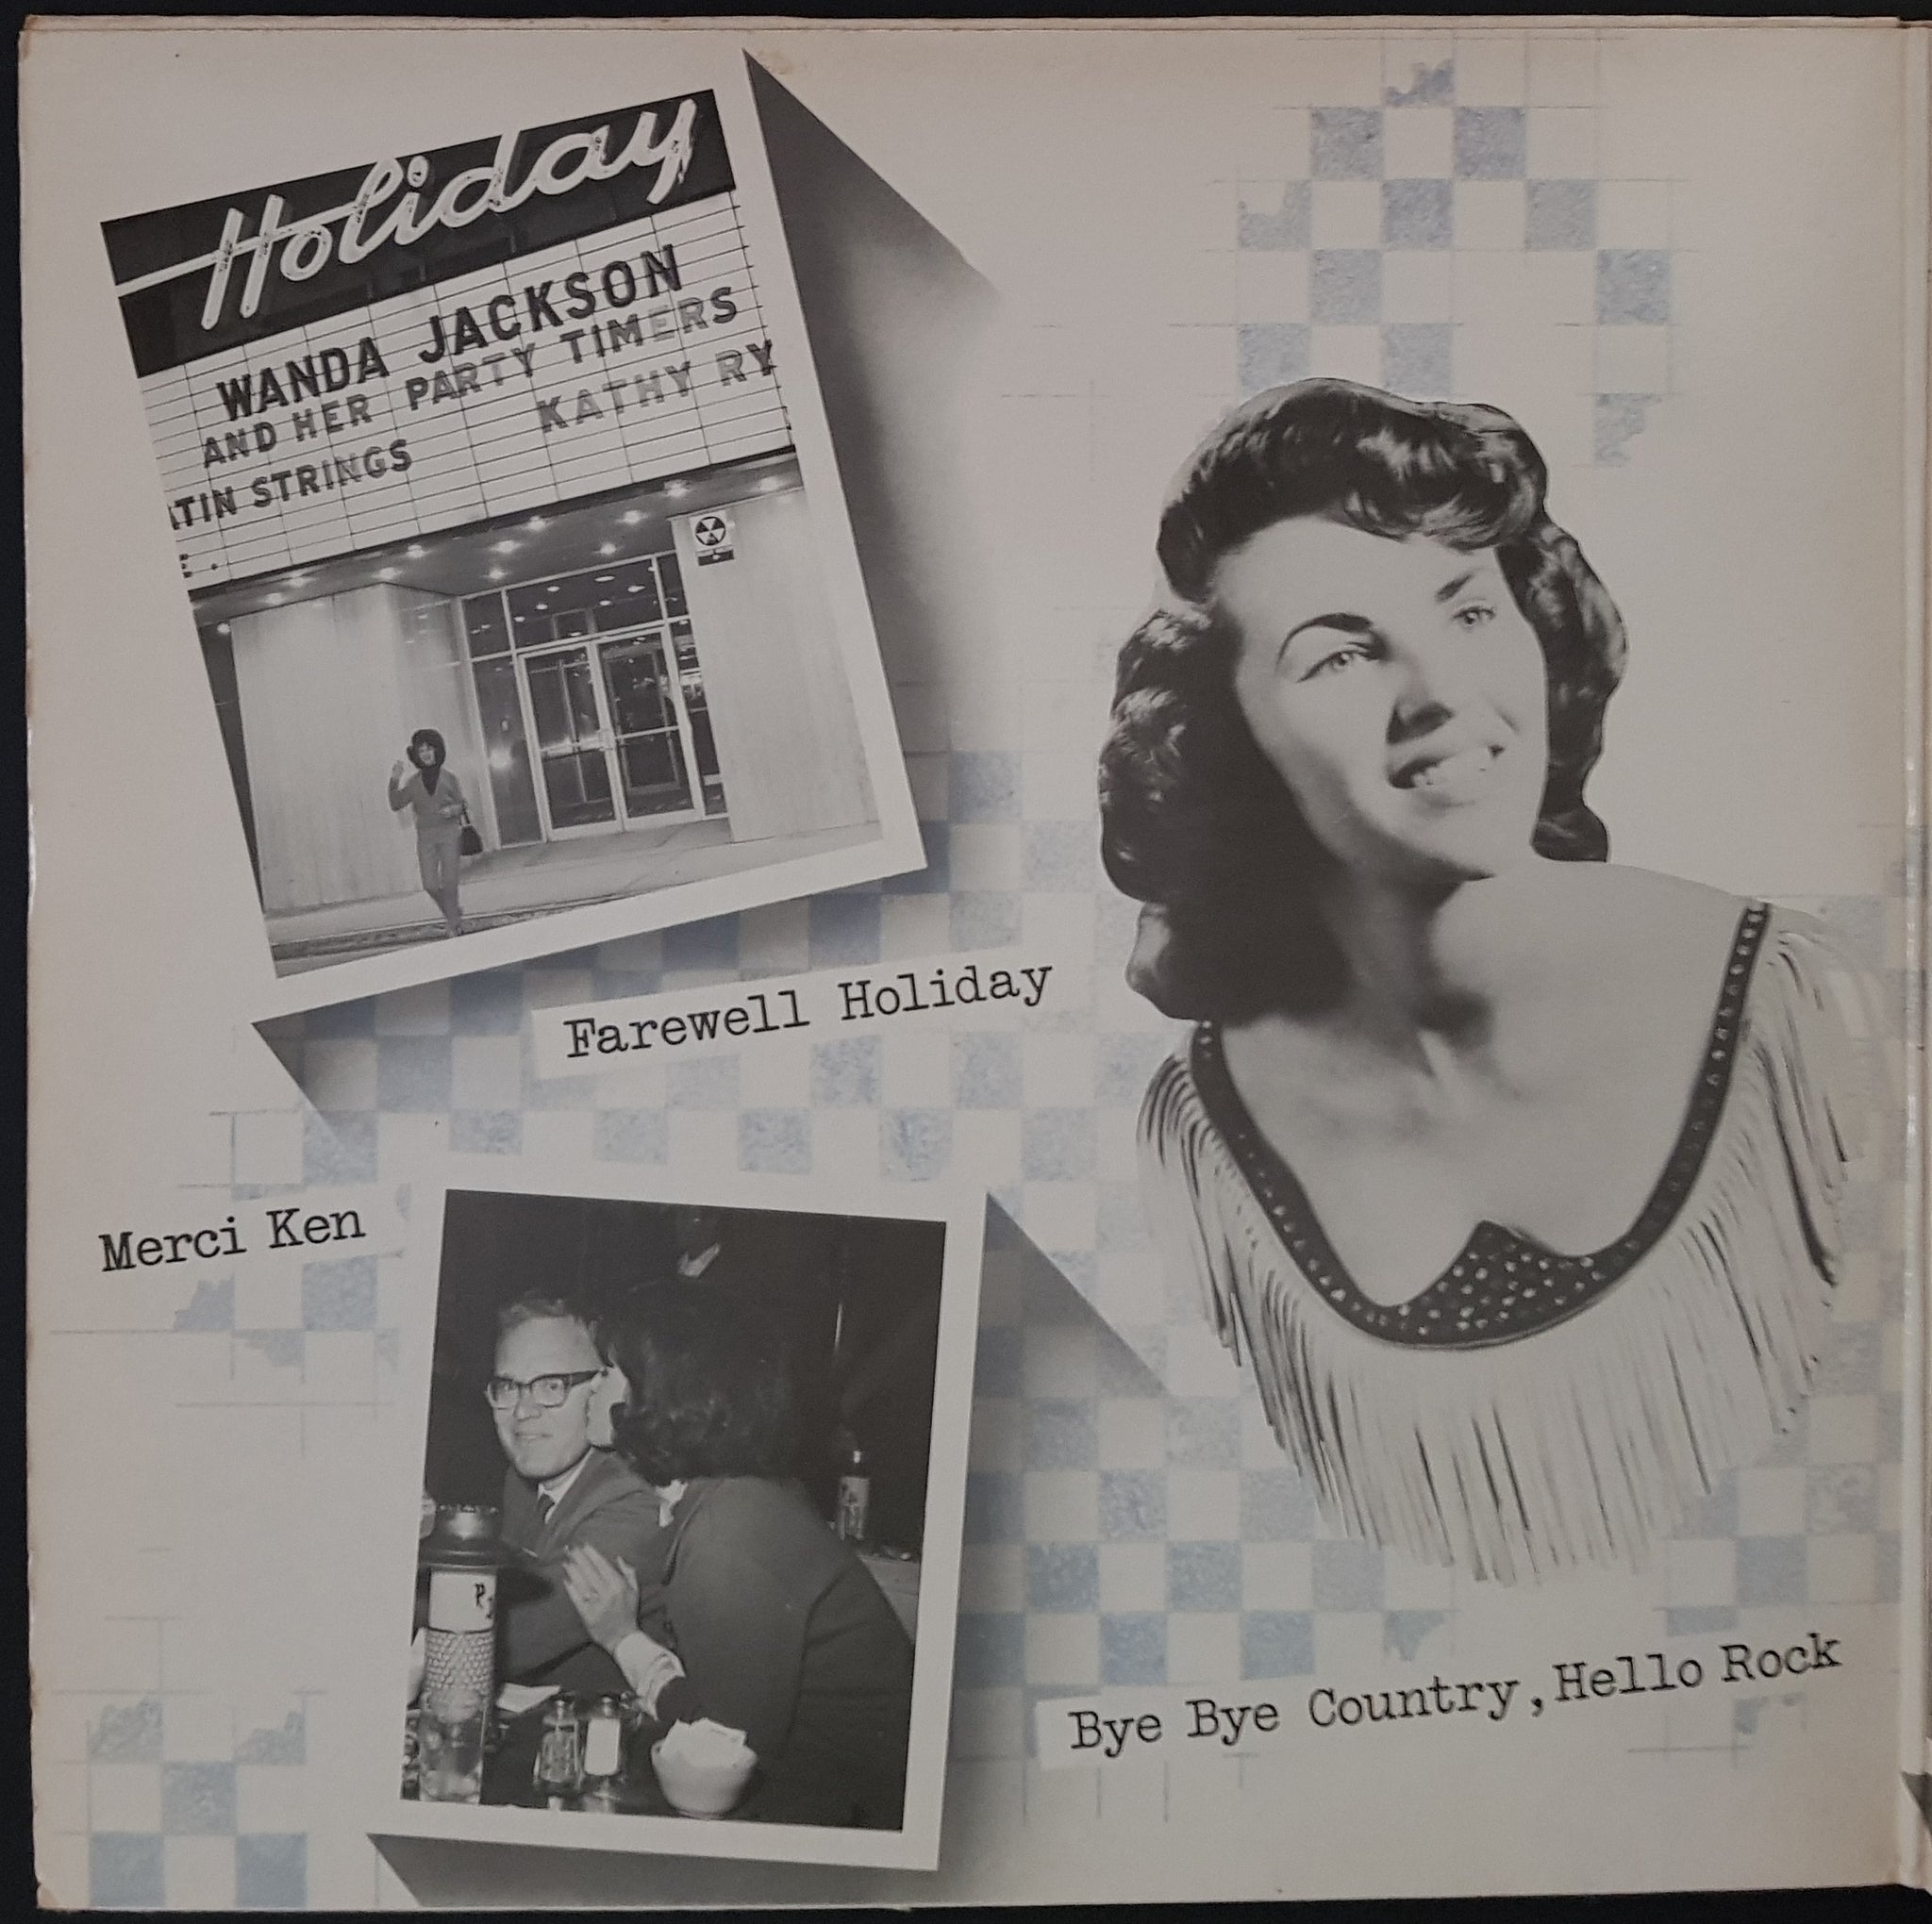 Holiday
WANDA JACKSON
AND HER PARTY TIMERS
KATHY RY
ATIN STRINGS
E.
Farewell Holiday
Merci Ken
Bye Bye Country, Hello Rock